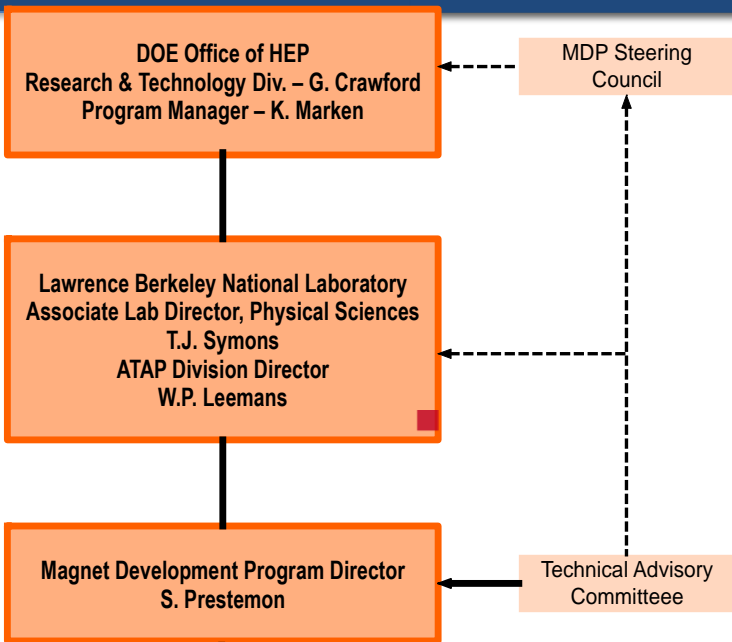 DOE Office of HEP
Research & Technology Div. – G. Crawford
Program Manager – K. Marken
MDP Steering
Council
Lawrence Berkeley National Laboratory
Associate Lab Director, Physical Sciences
T.J. Symons
ATAP Division Director
W.P. Leemans
Magnet Development Program Director
S. Prestemon
Technical Advisory
Committeee